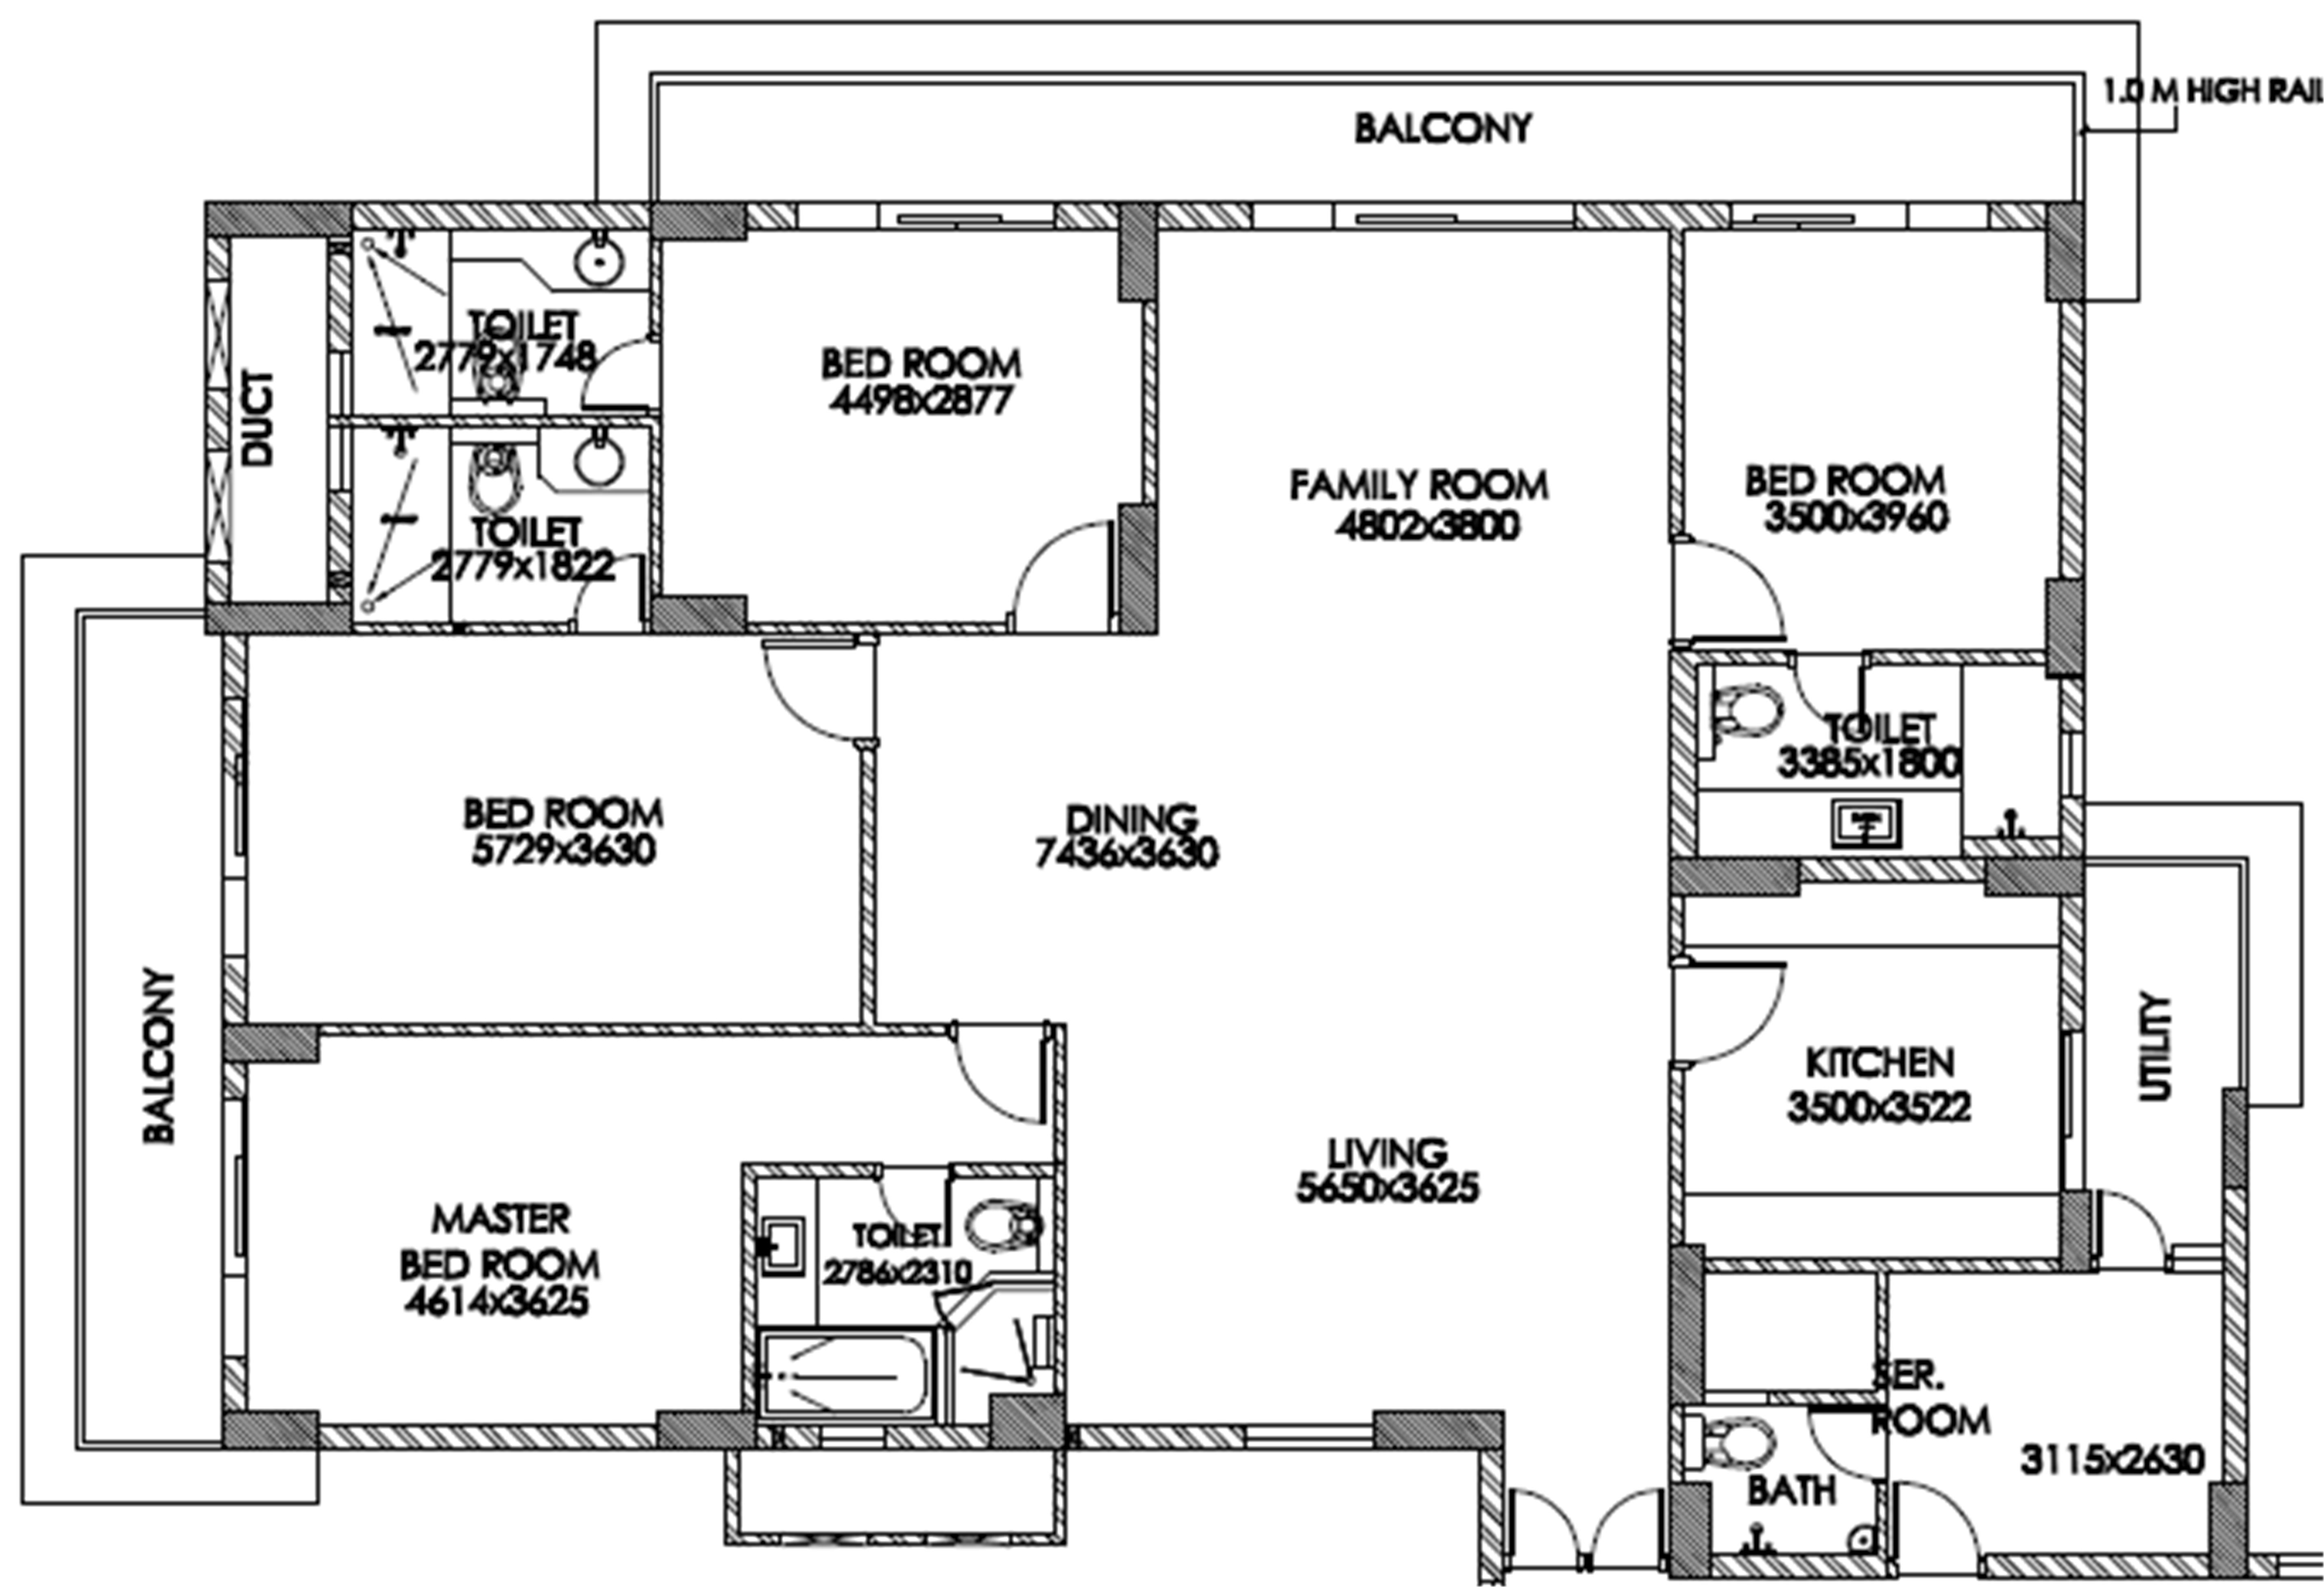 BALCONY
1.0 M HIGH RAIL
TOILET
2779x1748
DUCT
BED ROOM
4498x2877
FAMILY ROOM
4802x3800
BED ROOM
3500x3960
TOILET
2779x1822
TOILET
3385x1800
BED ROOM
5729x3630
DINING
7436x3630
BALCONY
UTILITY
KITCHEN
3500x3522
LIVING
5650x3625
MASTER
BED ROOM
4614x3625
TOILET
2786x2310
SER.
ROOM
3115x2630
BATH